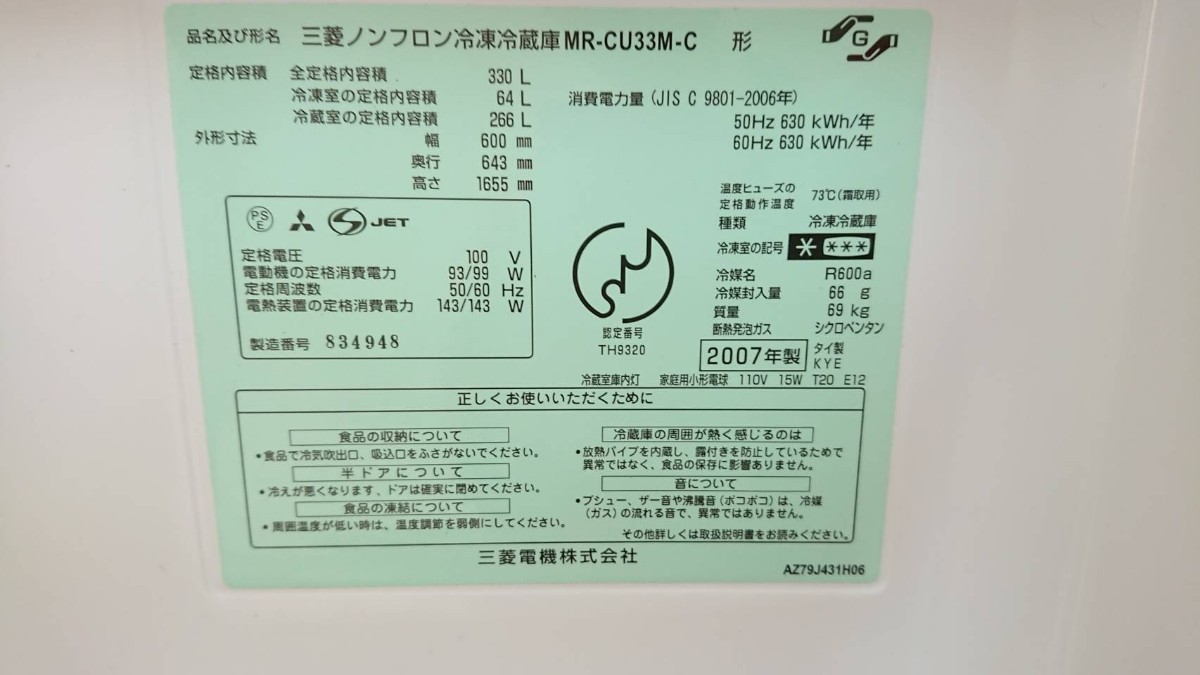 品名及び形名 三菱ノンフロン冷凍冷蔵庫 MR-CU33M-C 形
G
定格内容積 全定格内容積 330 L
冷凍室の定格内容積 64 L
冷蔵室の定格内容積 266 L
外形寸法 幅 600 mm
奥行 643 mm
高さ 1655 mm
消費電力量 (JIS C 9801-2006年)
50Hz 630 kWh/年
60Hz 630 kWh/年
PS E JET
定格電圧 100 V
電動機の定格消費電力 93/99 W
定格周波数 50/60 Hz
電熱装置の定格消費電力 143/143 W
製造番号 834948
認定番号
TH9320
温度ヒューズの
定格動作温度 73℃(霜取用)
種類 冷凍冷蔵庫
冷凍室の記号 * ***
冷媒名 R600a
冷媒封入量 66 g
質量 69 kg
断熱発泡ガス シクロペンタン
2007年製 タイ製
KYE
冷蔵室庫内灯 家庭用小形電球 110V 15W T20 E12
正しくお使いいただくために
食品の収納について
・食品で冷気吹出口、吸込口をふさがないでください。
半ドアについて
・冷えが悪くなります、ドアは確実に閉めてください。
食品の凍結について
・周囲温度が低い時は、温度調節を弱側にしてください。
冷蔵庫の周囲が熱く感じるのは
・放熱パイプを内蔵し、露付きを防止しているためで
異常ではなく、食品の保存に影響ありません。
音について
・プシュー、ザー音や沸騰音(ポコポコ)は、冷媒
(ガス)の流れる音で、異常ではありません。
その他詳しくは取扱説明書をお読みください。
三菱電機株式会社
AZ79J431H06